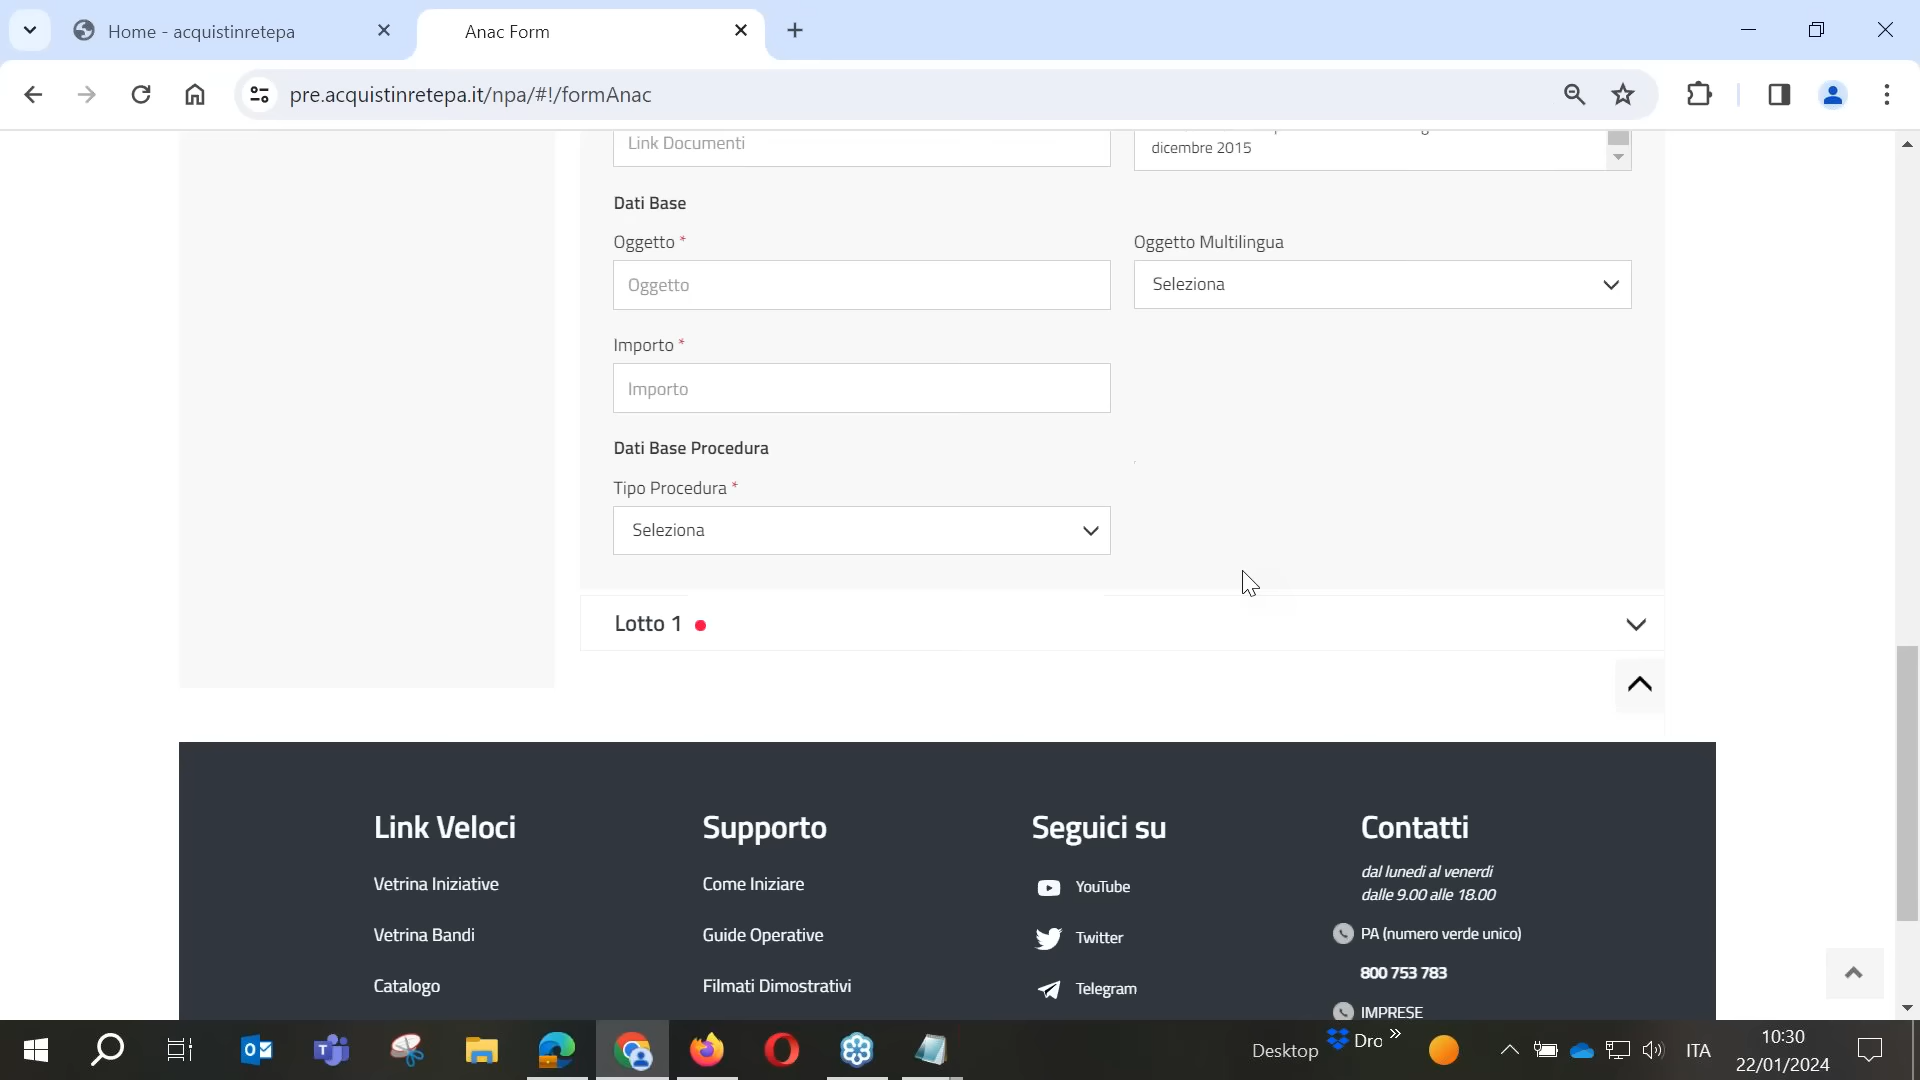 Home - acquistinretepa
Anac Form
pre.acquistinretepa.it/npa/#!/formAnac
Link Documenti
dicembre 2015
Dati Base
Oggetto *
Oggetto Multilingua
Oggetto
Seleziona
Importo *
Importo
Dati Base Procedura
Tipo Procedura *
Seleziona
Lotto 1
Link Veloci
Supporto
Seguici su
Contatti
Vetrina Iniziative
Come Iniziare
YouTube
dal lunedi al venerdi
dalle 9.00 alle 18.00
Vetrina Bandi
Guide Operative
Twitter
PA (numero verde unico)
800 753 783
Catalogo
Filmati Dimostrativi
Telegram
IMPRESE
Desktop
Dro
ITA
10:30
22/01/2024